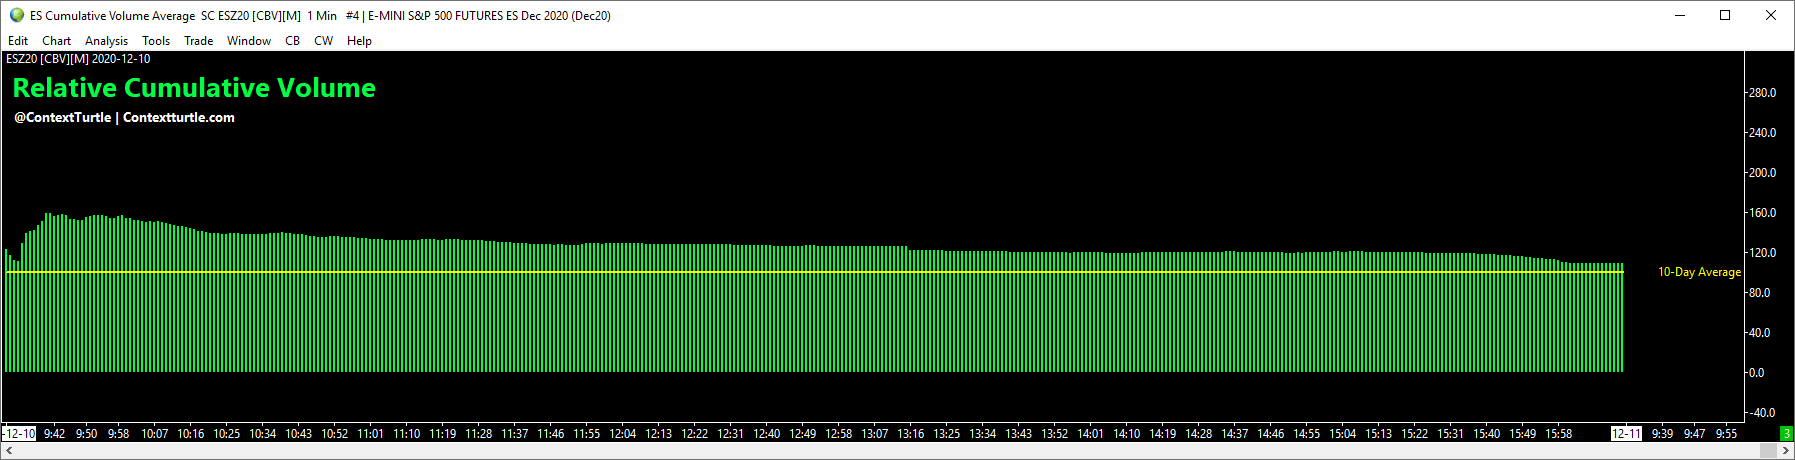 ES Cumulative Volume Average  SC ESZ20 [CBV][M]  1 Min   #4 | E-MINI S&P 500 FUTURES ES Dec 2020 (Dec20)
Edit Chart Analysis Tools Trade Window CB CW Help
ESZ20 [CBV][M] 2020-12-10
Relative Cumulative Volume
@ContextTurtle | Contextturtle.com
280.0
240.0
200.0
160.0
120.0
10-Day Average
80.0
40.0
0.0
-40.0
-12-10 9:42 9:50 9:58 10:07 10:16 10:25 10:34 10:43 10:52 11:01 11:10 11:19 11:28 11:37 11:46 11:55 12:04 12:13 12:22 12:31 12:40 12:49 12:58 13:07 13:16 13:25 13:34 13:43 13:52 14:01 14:10 14:19 14:28 14:37 14:46 14:55 15:04 15:13 15:22 15:31 15:40 15:49 15:58 12-11 9:39 9:47 9:55 3